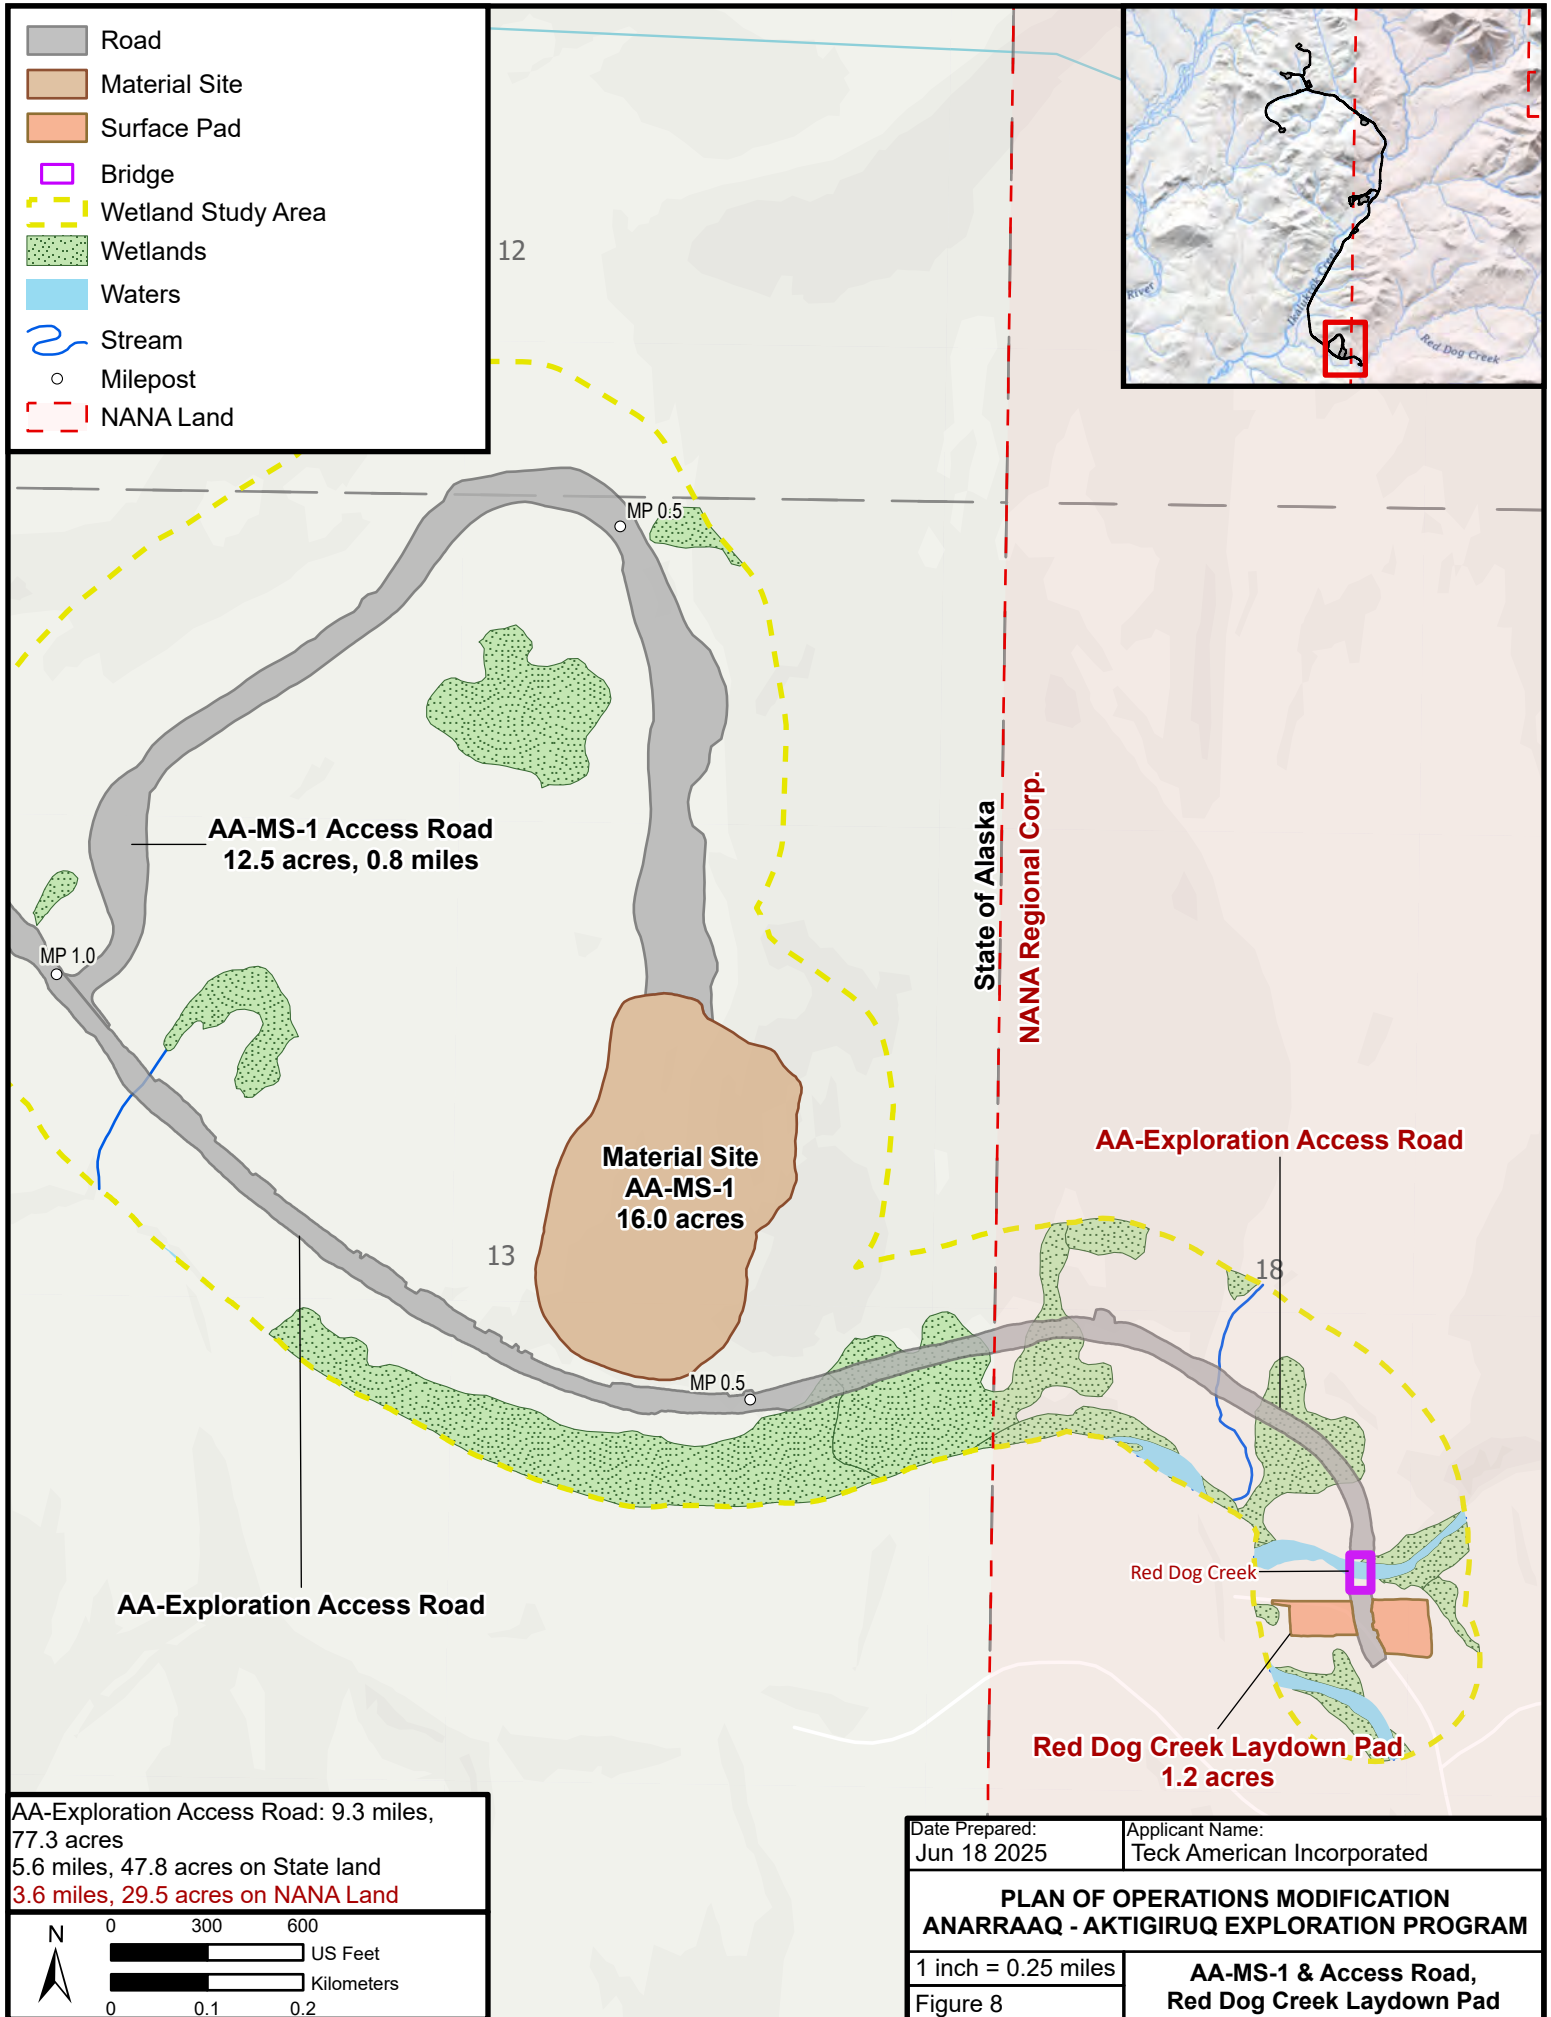 Road
Material Site
Surface Pad
Bridge
Wetland Study Area
Wetlands
Waters
Stream
Milepost
NANA Land
River
Ikalukrok Creek
Red Dog Creek
12
MP 0.5
AA-MS-1 Access Road
12.5 acres, 0.8 miles
MP 1.0
State of Alaska
NANA Regional Corp.
Material Site
AA-MS-1
16.0 acres
AA-Exploration Access Road
13
18
MP 0.5
Red Dog Creek
AA-Exploration Access Road
Red Dog Creek Laydown Pad
1.2 acres
AA-Exploration Access Road: 9.3 miles,
77.3 acres
5.6 miles, 47.8 acres on State land
3.6 miles, 29.5 acres on NANA Land
N
0 300 600
US Feet
Kilometers
0 0.1 0.2
Date Prepared:
Jun 18 2025
Applicant Name:
Teck American Incorporated
PLAN OF OPERATIONS MODIFICATION
ANARRAAQ - AKTIGIRUQ EXPLORATION PROGRAM
1 inch = 0.25 miles
Figure 8
AA-MS-1 & Access Road,
Red Dog Creek Laydown Pad